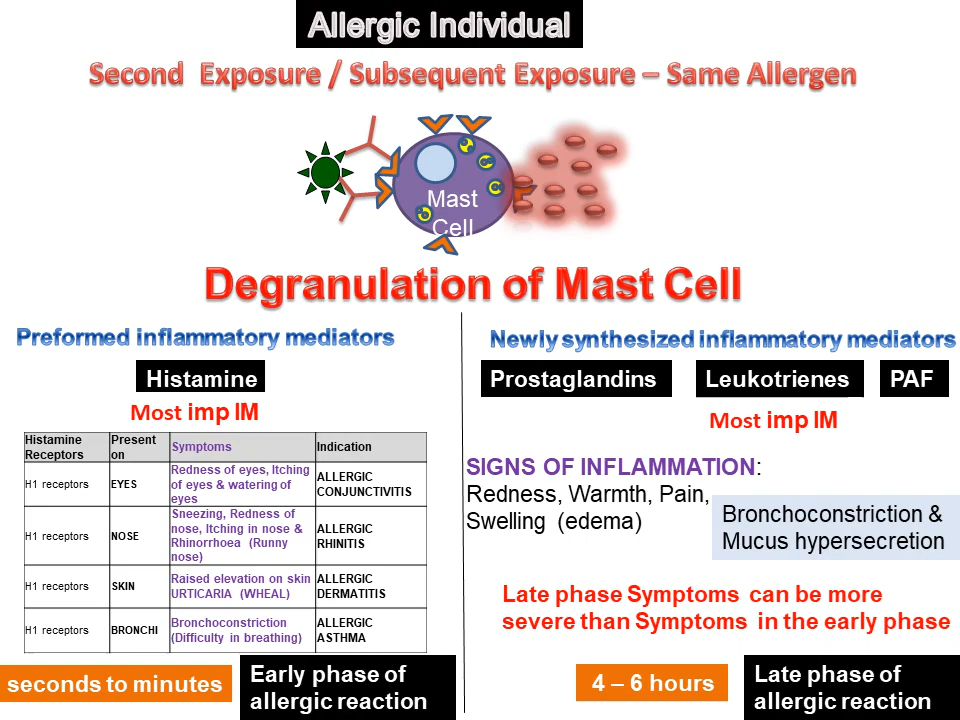 Allergic Individual
Second Exposure / Subsequent Exposure – Same Allergen
Mast
Cell
Degranulation of Mast Cell
Preformed inflammatory mediators
Histamine
Most imp IM
Histamine Receptors | Present on | Symptoms | Indication
H1 receptors | EYES | Redness of eyes, Itching of eyes & watering of eyes | ALLERGIC CONJUNCTIVITIS
H1 receptors | NOSE | Sneezing, Redness of nose, Itching in nose & Rhinorrhoea (Runny nose) | ALLERGIC RHINITIS
H1 receptors | SKIN | Raised elevation on skin URTICARIA (WHEAL) | ALLERGIC DERMATITIS
H1 receptors | BRONCHI | Bronchoconstriction (Difficulty in breathing) | ALLERGIC ASTHMA
seconds to minutes
Early phase of
allergic reaction
Newly synthesized inflammatory mediators
Prostaglandins
Leukotrienes
PAF
Most imp IM
SIGNS OF INFLAMMATION:
Redness, Warmth, Pain,
Swelling (edema)
Bronchoconstriction &
Mucus hypersecretion
Late phase Symptoms can be more
severe than Symptoms in the early phase
4 – 6 hours
Late phase of
allergic reaction